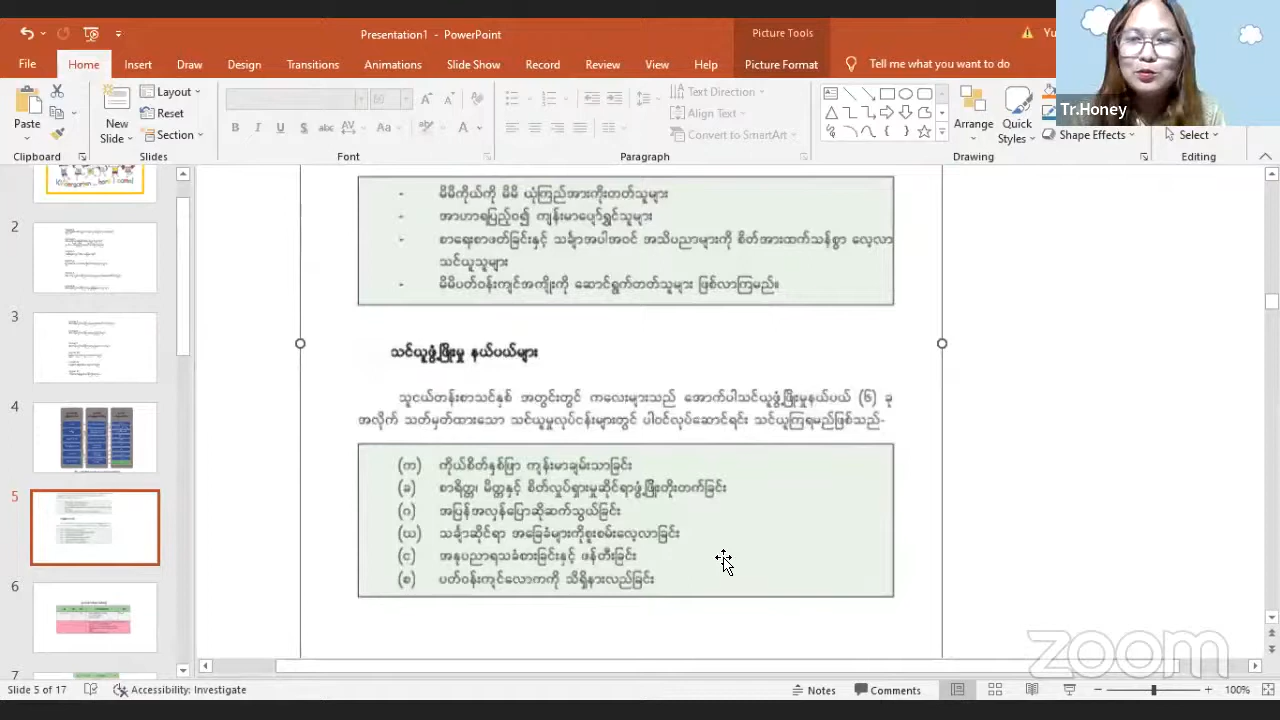 Presentation1 - PowerPoint
Picture Tools
Yu
File
Home
Insert
Draw
Design
Transitions
Animations
Slide Show
Record
Review
View
Help
Picture Format
Tell me what you want to do
Tr.Honey
Paste
New Slide
Layout
Reset
Section
Text Direction
Align Text
Convert to SmartArt
Arrange
Quick Styles
Shape Effects
Select
Clipboard
Slides
Font
Paragraph
Drawing
Editing
- မိမိကိုယ်ကို မိမိ ယုံကြည်အားကိုးတတ်သူများ
- အာဟာရပြည့်ဝ၍ ကျန်းမာပျော်ရွှင်သူများ
- စာရေးစာဖတ်ခြင်းနှင့် သင်္ချာအပါအဝင် အသိပညာများကို စိတ်အားထက်သန်စွာ လေ့လာ
သင်ယူသူများ
- မိမိပတ်ဝန်းကျင်အကျိုးကို ဆောင်ရွက်တတ်သူများ ဖြစ်လာကြမည်။
သင်ယူဖွံ့ဖြိုးမှု နယ်ပယ်များ
သူငယ်တန်းစာသင်နှစ် အတွင်းတွင် ကလေးများသည် အောက်ပါသင်ယူဖွံ့ဖြိုးမှုနယ်ပယ် (၆) ခု
အလိုက် သတ်မှတ်ထားသော သင်ယူမှုလုပ်ငန်းများတွင် ပါဝင်လုပ်ဆောင်ရင်း သင်ယူကြရမည်ဖြစ်သည်-
(က) ကိုယ်စိတ်နှစ်ဖြာ ကျန်းမာချမ်းသာခြင်း
(ခ) စာရိတ္တ၊ မိတ္တနှင့် စိတ်လှုပ်ရှားမှုဆိုင်ရာဖွံ့ဖြိုးတိုးတက်ခြင်း
(ဂ) အပြန်အလှန်ပြောဆိုဆက်သွယ်ခြင်း
(ဃ) သင်္ချာဆိုင်ရာ အခြေခံများကိုစူးစမ်းလေ့လာခြင်း
(င) အနုပညာရသခံစားခြင်းနှင့် ဖန်တီးခြင်း
(စ) ပတ်ဝန်းကျင်လောကကို သိရှိနားလည်ခြင်း
2
3
4
5
6
7
zoom
Slide 5 of 17
Accessibility: Investigate
Notes
Comments
100%